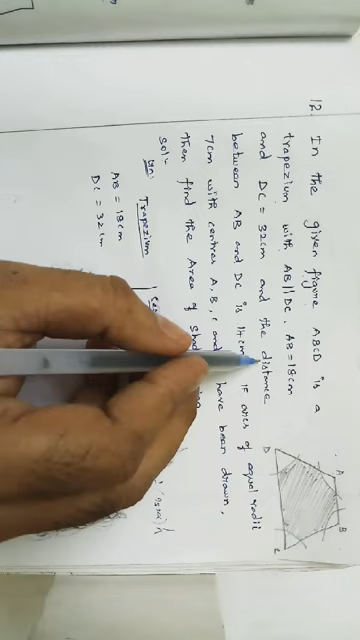 12. In the given figure ABCD is a
trapezium with AB || DC. AB = 18cm
and DC = 32cm and the distance
between AB and DC is 14cm. If arcs of equal radii
7cm with centres A, B, C and have been drawn,
then find the Area of
Sol:-
Trapezium
AB = 18cm
DC = 32cm
A
B
C
D